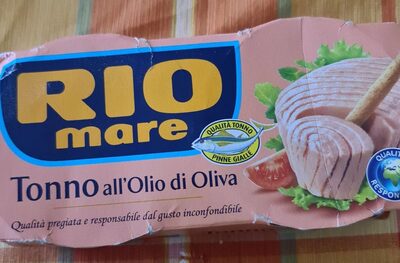 RIO
mare
QUALITÀ TONNO
PINNE GIALLE
Tonno all'Olio di Oliva
Qualità pregiata e responsabile dal gusto inconfondibile